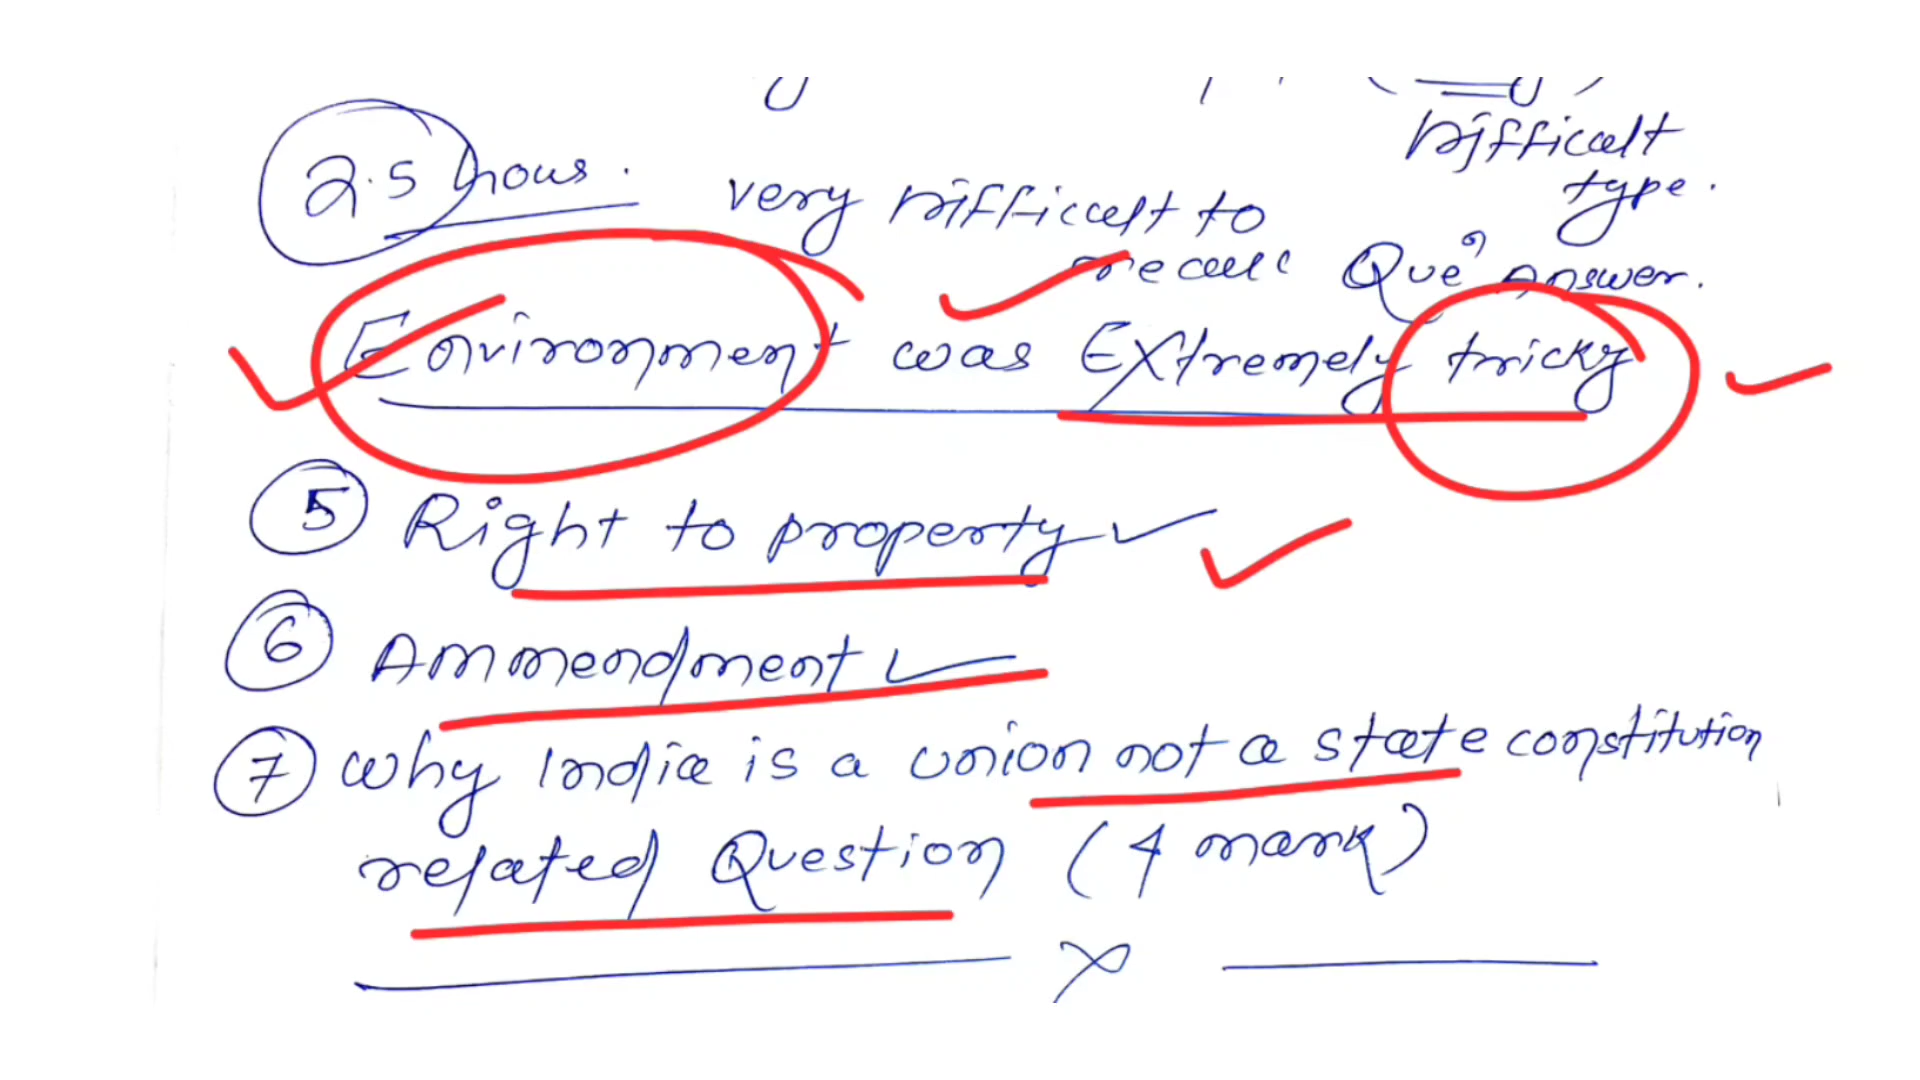 Difficult
type.
2.5 hous.
very Difficult to
recall Que^n Answer.
Environment was Extremely tricky
5 Right to property
6 Ammendment
7 Why India is a union not a state constitution
related Question (4 mark)